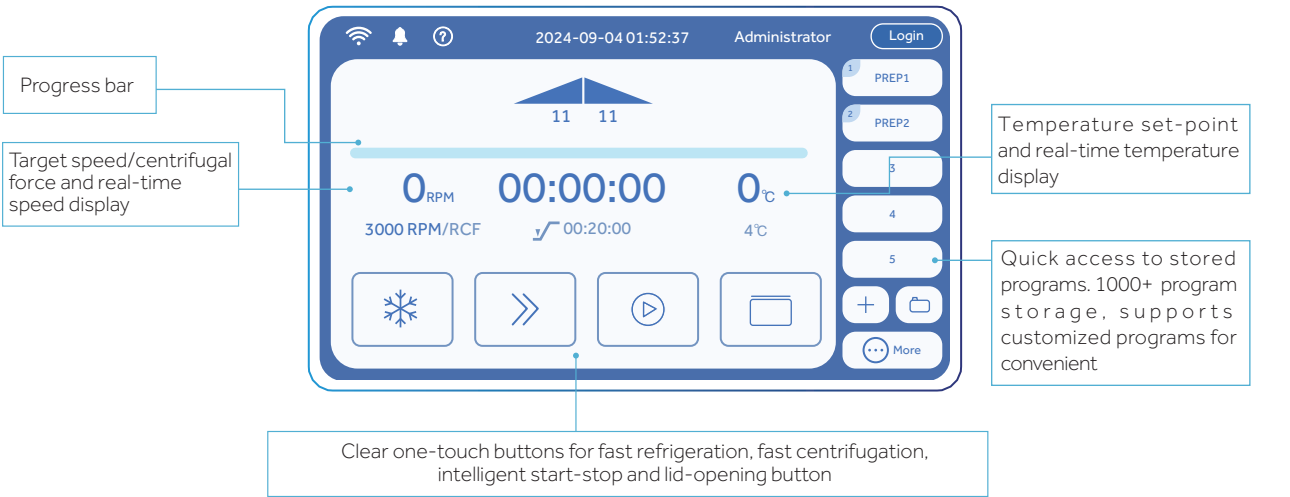 2024-09-04 01:52:37 Administrator Login
Progress bar
1 PREP1
11 11
2 PREP2
Temperature set-point
and real-time temperature
display
Target speed/centrifugal
force and real-time
speed display
3
0RPM 00:00:00 0℃
3000 RPM/RCF 00:20:00 4℃
4
5
Quick access to stored
programs. 1000+ program
storage, supports
customized programs for
convenient
More
Clear one-touch buttons for fast refrigeration, fast centrifugation,
intelligent start-stop and lid-opening button